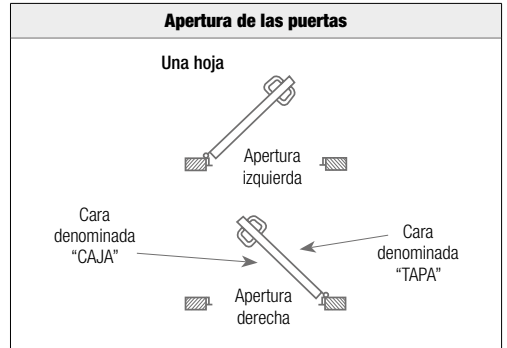 Apertura de las puertas
Una hoja
Apertura
izquierda
Cara
denominada
“CAJA”
Cara
denominada
“TAPA”
Apertura
derecha